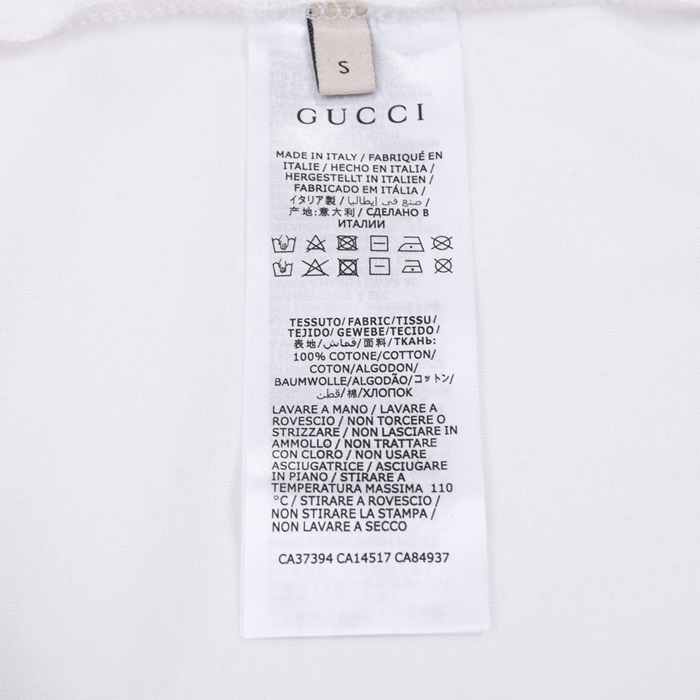 S
GUCCI
MADE IN ITALY / FABRIQUÉ EN
ITALIE / HECHO EN ITALIA /
HERGESTELLT IN ITALIEN /
FABRICADO EM ITÁLIA /
イタリア製 / صنع في إيطاليا /
产地:意大利 / СДЕЛАНО В
ИТАЛИИ
TESSUTO/FABRIC/TISSU/
TEJIDO/ GEWEBE/TECIDO/
表地/قماش/面料/ТКАНЬ:
100% COTONE/COTTON/
COTON/ALGODON/
BAUMWOLLE/ALGODÃO/コットン/
قطن/棉/ХЛОПОК
LAVARE A MANO / LAVARE A
ROVESCIO / NON TORCERE O
STRIZZARE / NON LASCIARE IN
AMMOLLO / NON TRATTARE
CON CLORO / NON USARE
ASCIUGATRICE / ASCIUGARE
IN PIANO / STIRARE A
TEMPERATURA MASSIMA 110
°C / STIRARE A ROVESCIO /
NON STIRARE LA STAMPA /
NON LAVARE A SECCO
CA37394 CA14517 CA84937